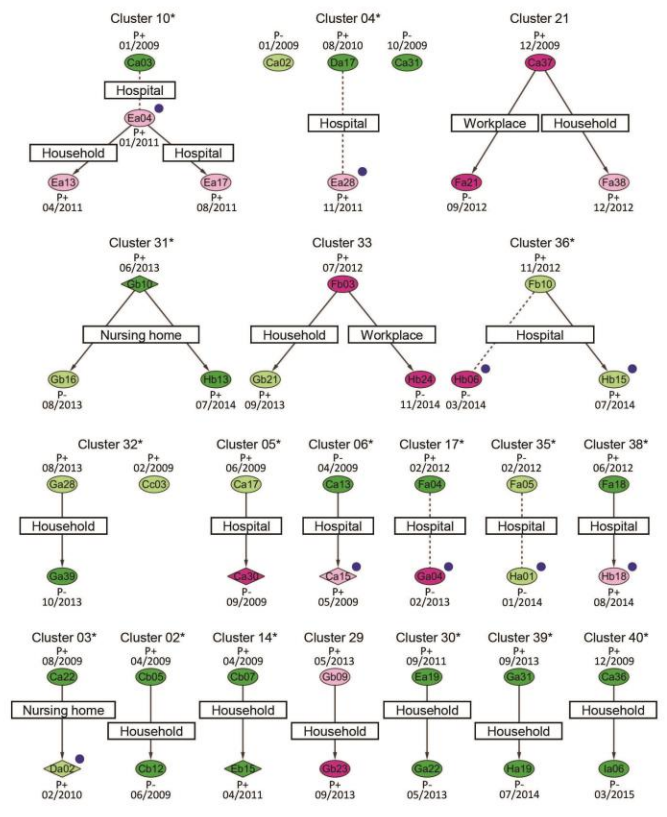 Cluster 10*
P+
01/2009
Ca03
Hospital
Ea04
P+
01/2011
Household
Hospital
Ea13
P+
04/2011
Ea17
P+
08/2011
Cluster 04*
P-
01/2009
Ca02
P+
08/2010
Da17
P-
10/2009
Ca31
Hospital
Ea28
P+
11/2011
Cluster 21
P+
12/2009
Ca37
Workplace
Household
Fa21
P-
09/2012
Fa38
P+
12/2012
Cluster 31*
P+
06/2013
Gb10
Nursing home
Gb16
P-
08/2013
Hb13
P+
07/2014
Cluster 33
P+
07/2012
Fb03
Household
Workplace
Gb21
P+
09/2013
Hb24
P-
11/2014
Cluster 36*
P+
11/2012
Fb10
Hospital
Hb06
P-
03/2014
Hb15
P+
07/2014
Cluster 32*
P+
08/2013
Ga28
P+
02/2009
Cc03
Household
Ga39
P-
10/2013
Cluster 05*
P+
06/2009
Ca17
Hospital
Ca30
P-
09/2009
Cluster 06*
P-
04/2009
Ca13
Hospital
Ca15
P+
05/2009
Cluster 17*
P+
02/2012
Fa04
Hospital
Ga04
P-
02/2013
Cluster 35*
P-
02/2012
Fa05
Hospital
Ha01
P-
01/2014
Cluster 38*
P+
06/2012
Fa18
Hospital
Hb18
P+
08/2014
Cluster 03*
P+
08/2009
Ca22
Nursing home
Da02
P+
02/2010
Cluster 02*
P+
04/2009
Cb05
Household
Cb12
P-
06/2009
Cluster 14*
P+
04/2009
Cb07
Household
Eb15
P+
04/2011
Cluster 29
P+
05/2013
Gb09
Household
Gb23
P+
09/2013
Cluster 30*
P+
09/2011
Ea19
Household
Ga22
P-
05/2013
Cluster 39*
P+
09/2013
Ga31
Household
Ha19
P-
07/2014
Cluster 40*
P+
12/2009
Ca36
Household
Ia06
P-
03/2015